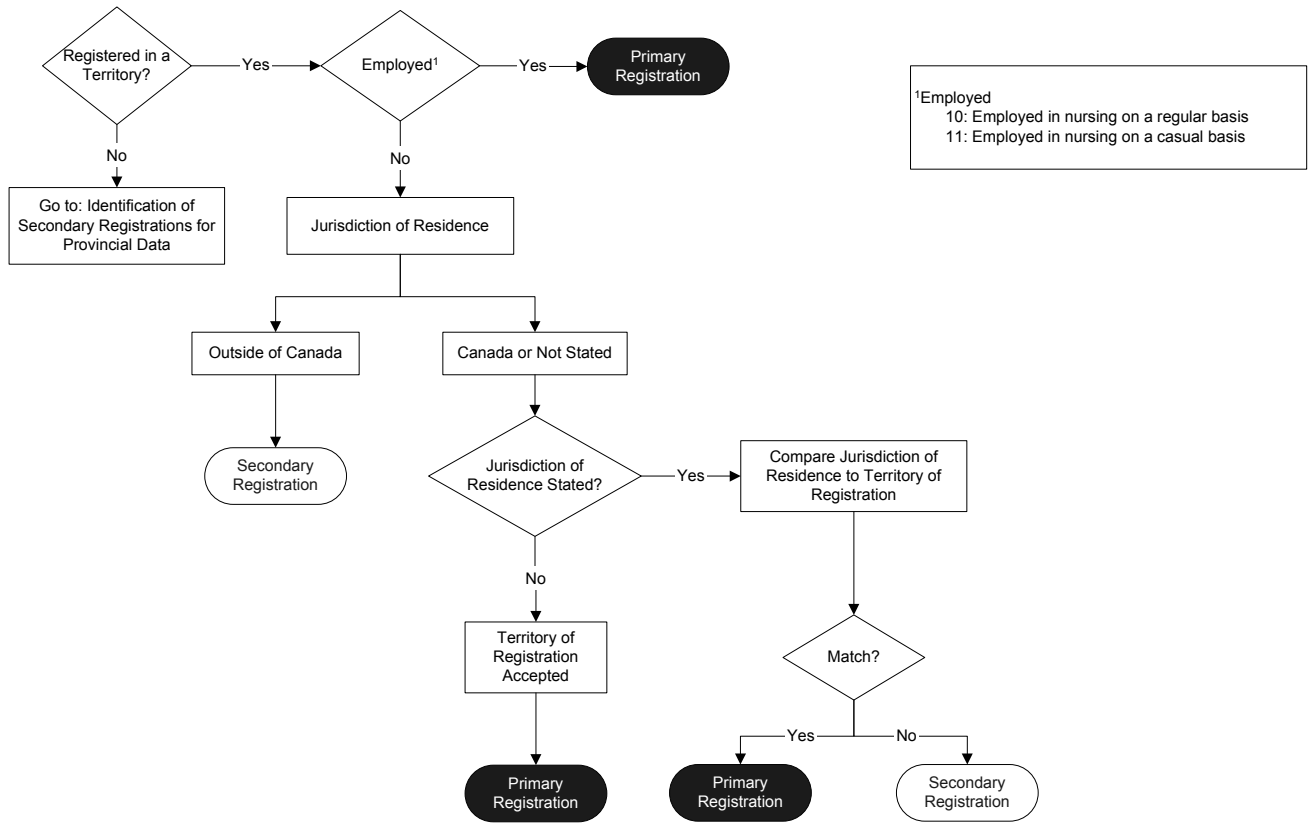 Registered in a
Territory?
Yes
Employed¹
Yes
Primary
Registration
¹Employed
10: Employed in nursing on a regular basis
11: Employed in nursing on a casual basis
No
No
Go to: Identification of
Secondary Registrations for
Provincial Data
Jurisdiction of Residence
Outside of Canada
Canada or Not Stated
Secondary
Registration
Jurisdiction of
Residence Stated?
Yes
Compare Jurisdiction of
Residence to Territory of
Registration
No
Territory of
Registration
Accepted
Match?
Yes
No
Primary
Registration
Primary
Registration
Secondary
Registration